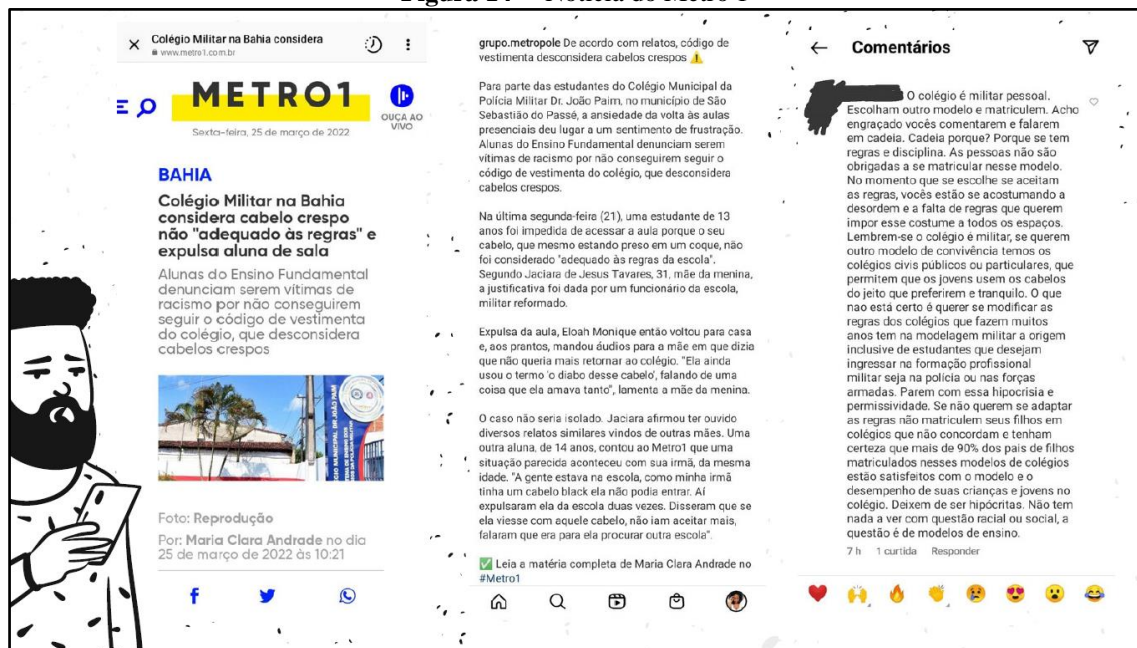 Figura 14 – Notícia do Metro 1
Colégio Militar na Bahia considera
www.metro1.com.br
METRO1
OUÇA AO
VIVO
Sexta-feira, 25 de março de 2022
BAHIA
Colégio Militar na Bahia
considera cabelo crespo
não "adequado às regras" e
expulsa aluna de sala
Alunas do Ensino Fundamental
denunciam serem vítimas de
racismo por não conseguirem
seguir o código de vestimenta
do colégio, que desconsidera
cabelos crespos
Foto: Reprodução
Por: Maria Clara Andrade no dia
25 de março de 2022 às 10:21
grupo.metropole De acordo com relatos, código de
vestimenta desconsidera cabelos crespos ⚠️
Para parte das estudantes do Colégio Municipal da
Polícia Militar Dr. João Paim, no município de São
Sebastião do Passé, a ansiedade da volta às aulas
presenciais deu lugar a um sentimento de frustração.
Alunas do Ensino Fundamental denunciam serem
vítimas de racismo por não conseguirem seguir o
código de vestimenta do colégio, que desconsidera
cabelos crespos.
Na última segunda-feira (21), uma estudante de 13
anos foi impedida de acessar a aula porque o seu
cabelo, que mesmo estando preso em um coque, não
foi considerado "adequado às regras da escola".
Segundo Jaciara de Jesus Tavares, 31, mãe da menina,
a justificativa foi dada por um funcionário da escola,
militar reformado.
Expulsa da aula, Eloah Monique então voltou para casa
e, aos prantos, mandou áudios para a mãe em que dizia
que não queria mais retornar ao colégio. "Ela ainda
usou o termo 'o diabo desse cabelo', falando de uma
coisa que ela amava tanto", lamenta a mãe da menina.
O caso não seria isolado. Jaciara afirmou ter ouvido
diversos relatos similares vindos de outras mães. Uma
outra aluna, de 14 anos, contou ao Metro1 que uma
situação parecida aconteceu com sua irmã, da mesma
idade. "A gente estava na escola, como minha irmã
tinha um cabelo black ela não podia entrar. Aí
expulsaram ela da escola duas vezes. Disseram que se
ela viesse com aquele cabelo, não iam aceitar mais,
falaram que era para ela procurar outra escola".
✅ Leia a matéria completa de Maria Clara Andrade no
#Metro1
Comentários
O colégio é militar pessoal.
Escolham outro modelo e matriculem. Acho
engraçado vocês comentarem e falarem
em cadeia. Cadeia porque? Porque se tem
regras e disciplina. As pessoas não são
obrigadas a se matricular nesse modelo.
No momento que se escolhe se aceitam
as regras, vocês estão se acostumando a
desordem e a falta de regras que querem
impor esse costume a todos os espaços.
Lembrem-se o colégio é militar, se querem
outro modelo de convivência temos os
colégios civis públicos ou particulares, que
permitem que os jovens usem os cabelos
do jeito que preferirem e tranquilo. O que
nao está certo é querer se modificar as
regras dos colégios que fazem muitos
anos tem na modelagem militar a origem
inclusive de estudantes que desejam
ingressar na formação profissional
militar seja na polícia ou nas forças
armadas. Parem com essa hipocrisia e
permissividade. Se não querem se adaptar
as regras não matriculem seus filhos em
colégios que não concordam e tenham
certeza que mais de 90% dos pais de filhos
matriculados nesses modelos de colégios
estão satisfeitos com o modelo e o
desempenho de suas crianças e jovens no
colégio. Deixem de ser hipócritas. Não tem
nada a ver com questão racial ou social, a
questão é de modelos de ensino.
7 h 1 curtida Responder